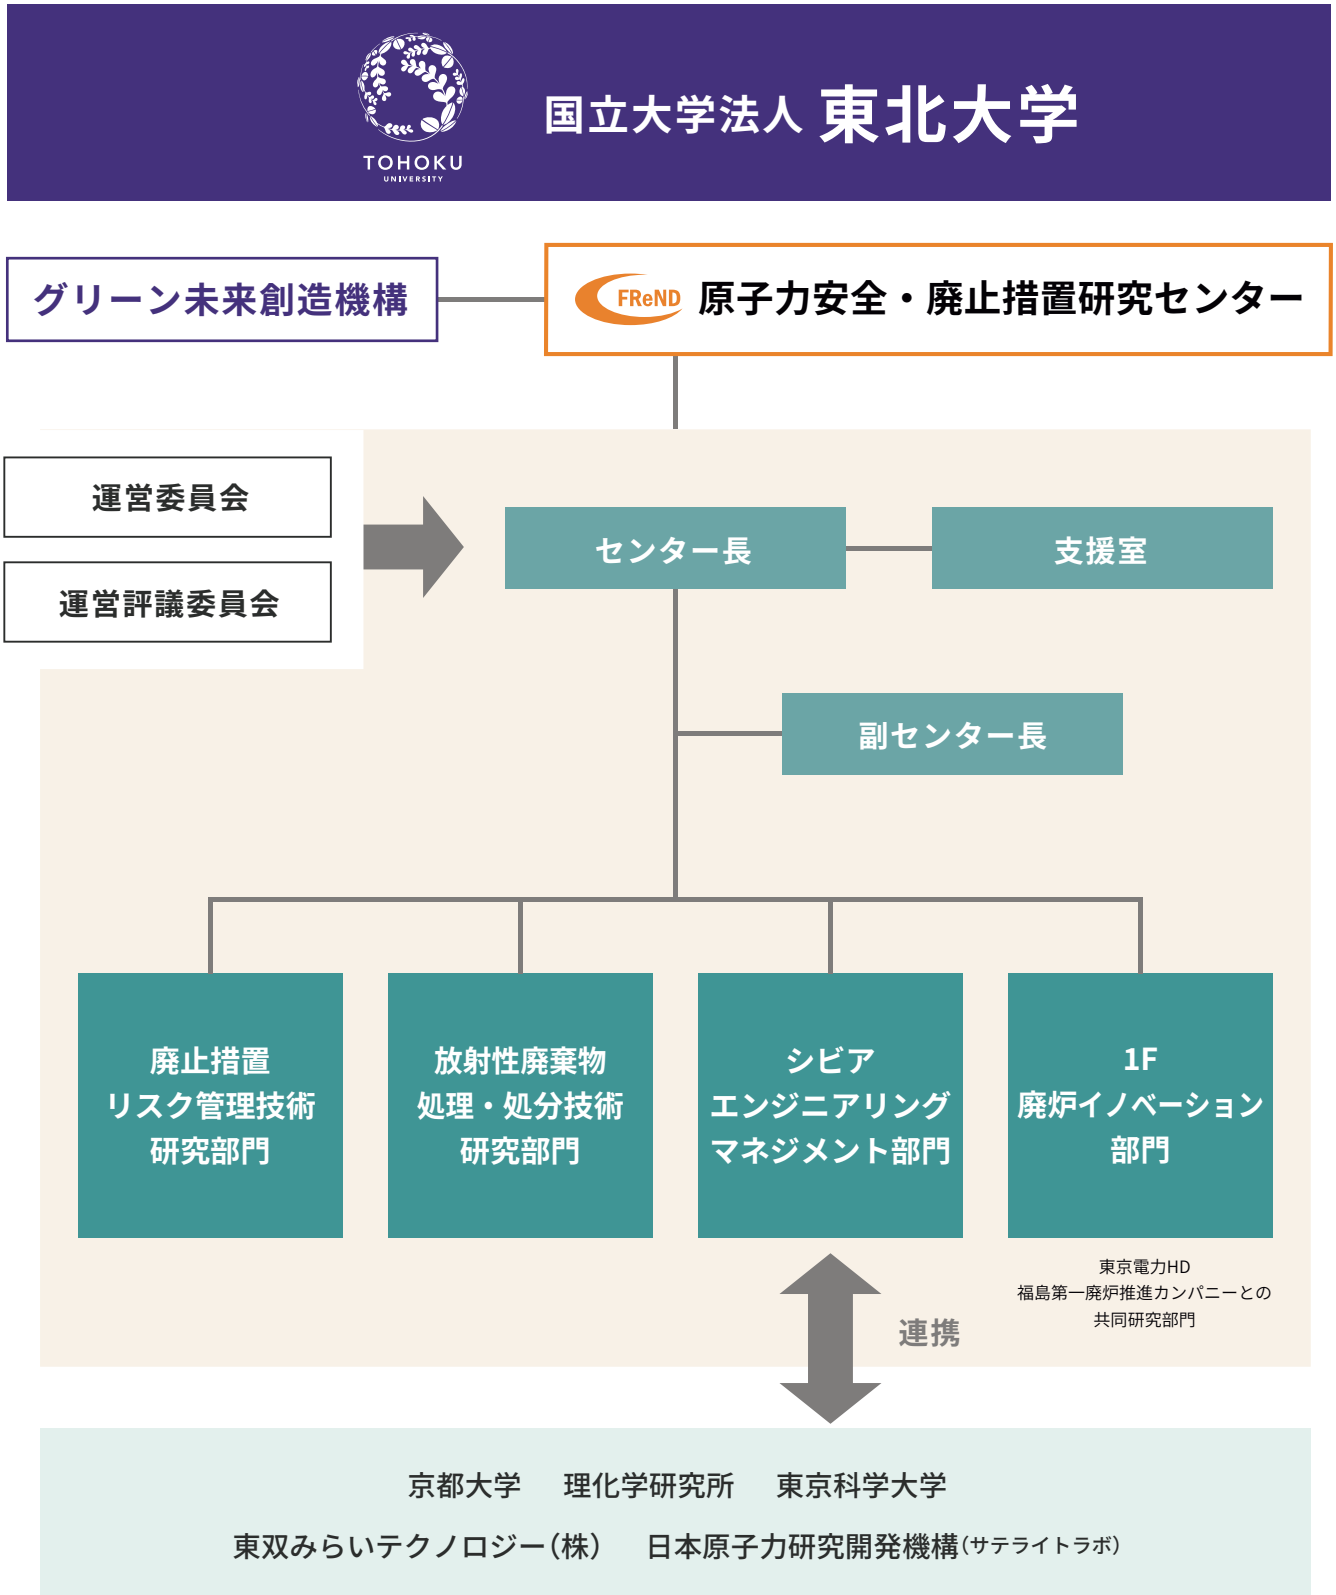 TOHOKU
UNIVERSITY
国立大学法人 東北大学
グリーン未来創造機構
FReND 原子力安全・廃止措置研究センター
運営委員会
運営評議委員会
センター長
支援室
副センター長
廃止措置
リスク管理技術
研究部門
放射性廃棄物
処理・処分技術
研究部門
シビア
エンジニアリング
マネジメント部門
1F
廃炉イノベーション
部門
東京電力HD
福島第一廃炉推進カンパニーとの
共同研究部門
連携
京都大学 理化学研究所 東京科学大学
東双みらいテクノロジー(株) 日本原子力研究開発機構(サテライトラボ)